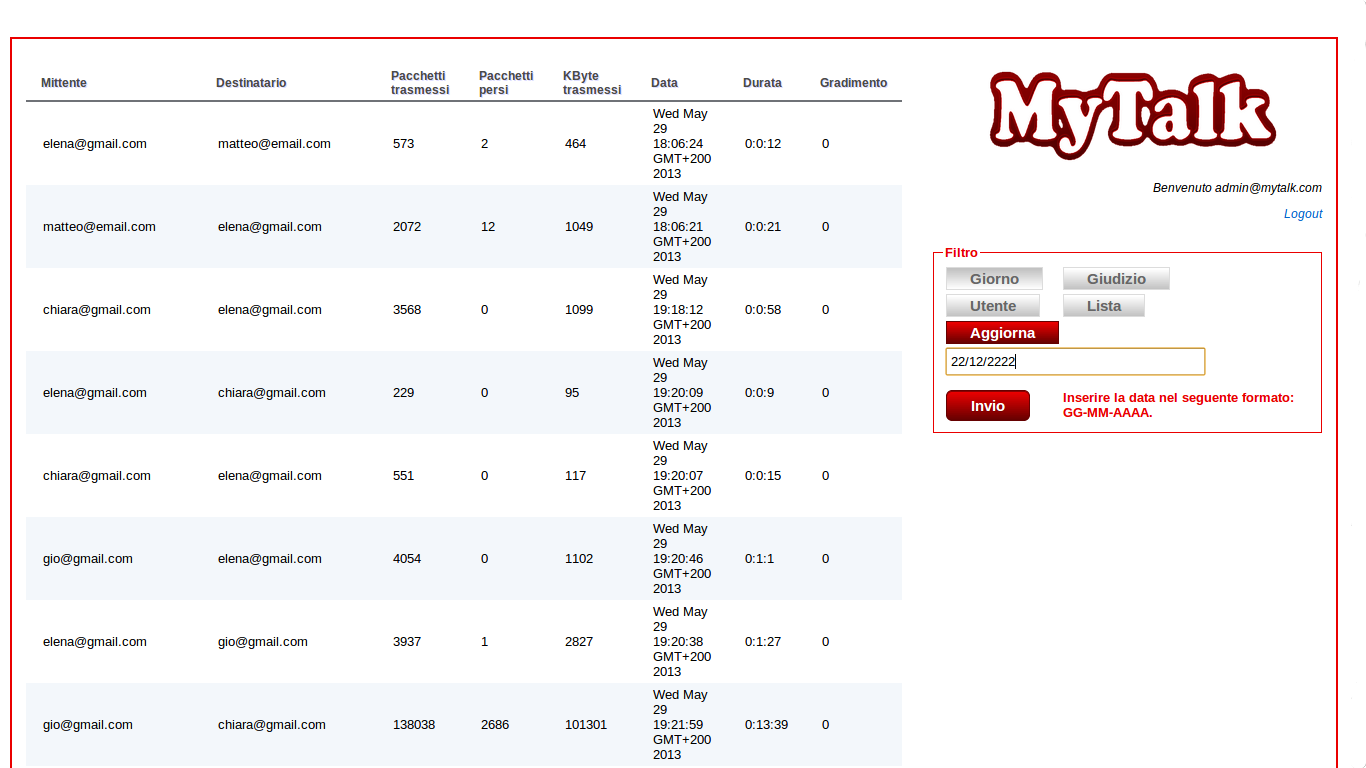 Mittente Destinatario Pacchetti trasmessi Pacchetti persi KByte trasmessi Data Durata Gradimento
elena@gmail.com matteo@email.com 573 2 464 Wed May 29 18:06:24 GMT+200 2013 0:0:12 0
matteo@email.com elena@gmail.com 2072 12 1049 Wed May 29 18:06:21 GMT+200 2013 0:0:21 0
chiara@gmail.com elena@gmail.com 3568 0 1099 Wed May 29 19:18:12 GMT+200 2013 0:0:58 0
elena@gmail.com chiara@gmail.com 229 0 95 Wed May 29 19:20:09 GMT+200 2013 0:0:9 0
chiara@gmail.com elena@gmail.com 551 0 117 Wed May 29 19:20:07 GMT+200 2013 0:0:15 0
gio@gmail.com elena@gmail.com 4054 0 1102 Wed May 29 19:20:46 GMT+200 2013 0:1:1 0
elena@gmail.com gio@gmail.com 3937 1 2827 Wed May 29 19:20:38 GMT+200 2013 0:1:27 0
gio@gmail.com chiara@gmail.com 138038 2686 101301 Wed May 29 19:21:59 GMT+200 2013 0:13:39 0
MyTalk
Benvenuto admin@mytalk.com
Logout
Filtro
Giorno Giudizio
Utente Lista
Aggiorna
22/12/2222
Invio
Inserire la data nel seguente formato:
GG-MM-AAAA.